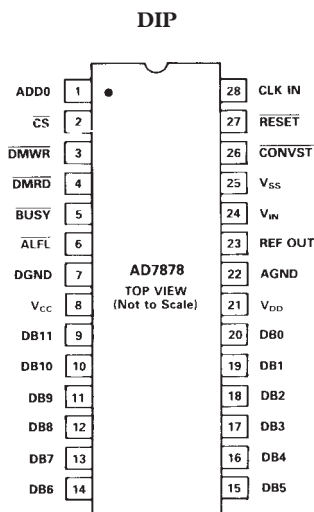 DIP
ADD0 1 28 CLK IN
CS 2 27 RESET
DMWR 3 26 CONVST
DMRD 4 25 VSS
BUSY 5 24 VIN
ALFL 6 23 REF OUT
DGND 7 22 AGND
VCC 8 21 VDD
DB11 9 20 DB0
DB10 10 19 DB1
DB9 11 18 DB2
DB8 12 17 DB3
DB7 13 16 DB4
DB6 14 15 DB5
AD7878
TOP VIEW
(Not to Scale)